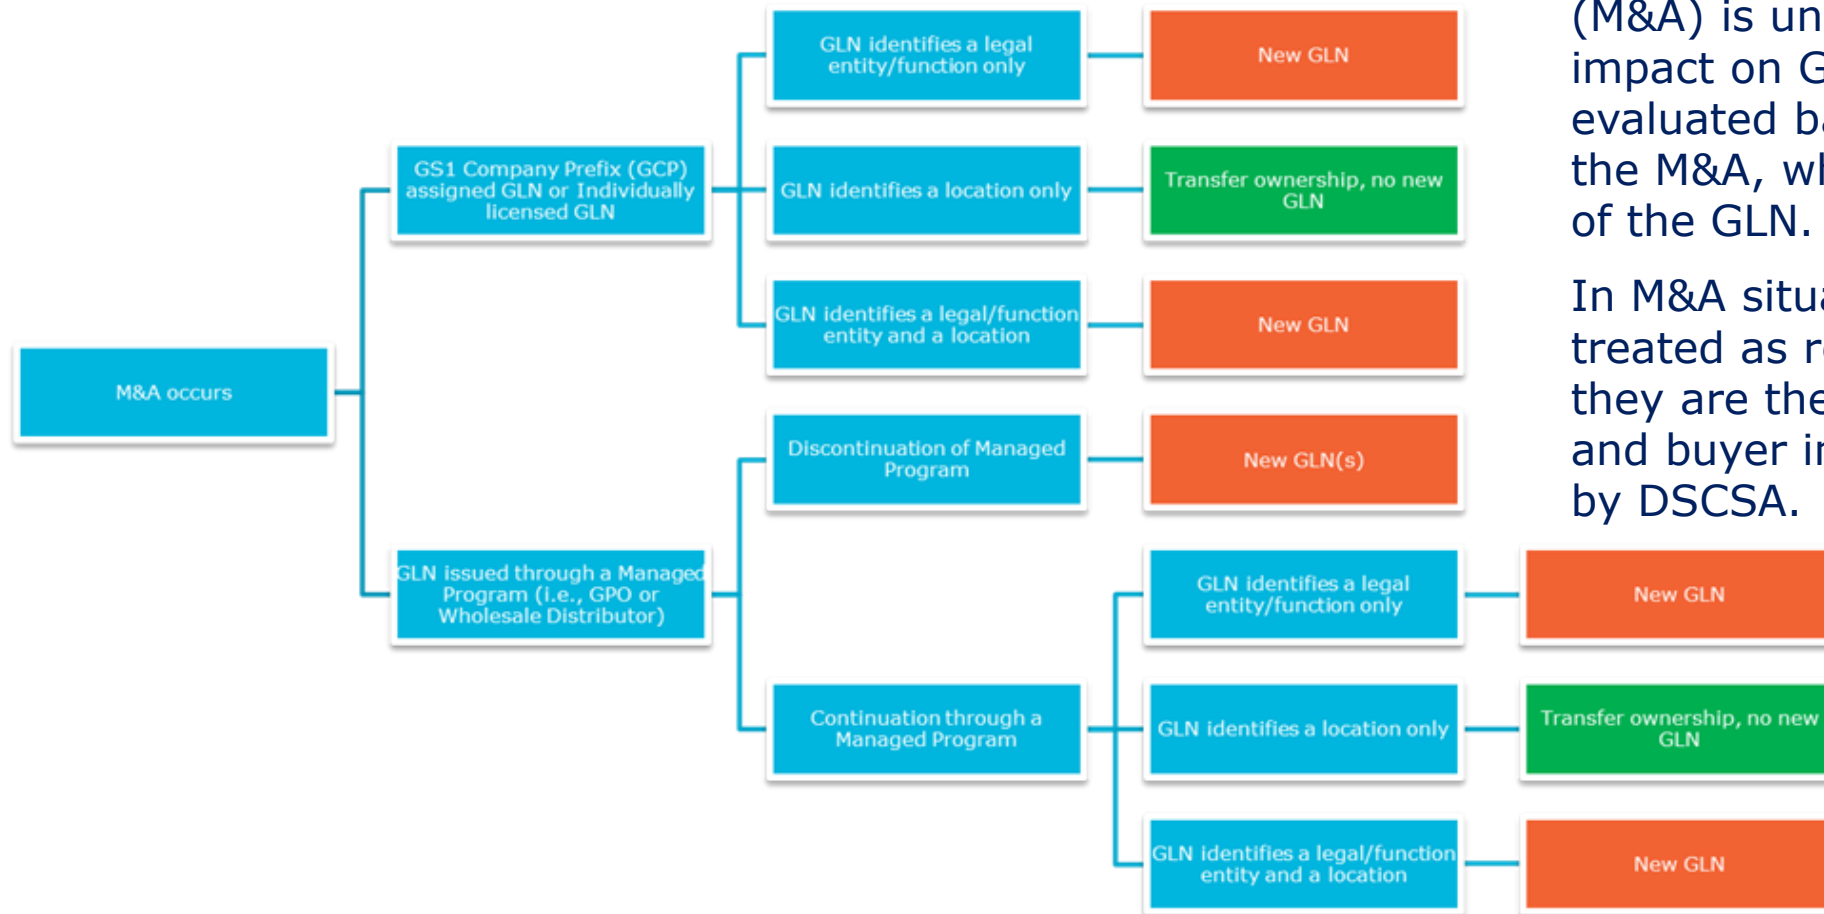 (M&A) is un
impact on G
evaluated ba
the M&A, wh
of the GLN.
In M&A situa
treated as re
they are the
and buyer in
by DSCSA.
M&A occurs
GS1 Company Prefix (GCP)
assigned GLN or Individually
licensed GLN
GLN identifies a legal
entity/function only
New GLN
GLN identifies a location only
Transfer ownership, no new
GLN
GLN identifies a legal/function
entity and a location
New GLN
GLN issued through a Managed
Program (i.e., GPO or
Wholesale Distributor)
Discontinuation of Managed
Program
New GLN(s)
Continuation through a
Managed Program
GLN identifies a legal
entity/function only
New GLN
GLN identifies a location only
Transfer ownership, no new
GLN
GLN identifies a legal/function
entity and a location
New GLN